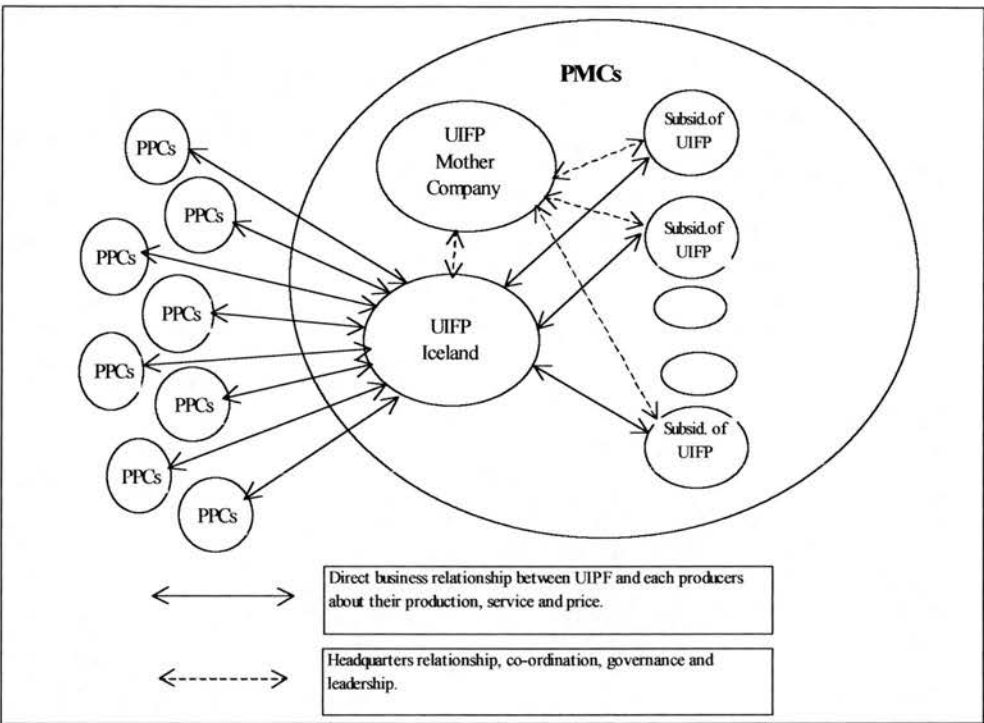 PMCs
UIFP
Mother
Company
Subsid.of
UIFP
Subsid.of
UIFP
Subsid. of
UIFP
UIFP
Iceland
PPCs
PPCs
PPCs
PPCs
PPCs
PPCs
PPCs
PPCs
Direct business relationship between UIPF and each producers
about their production, service and price.
Headquarters relationship, co-ordination, governance and
leadership.